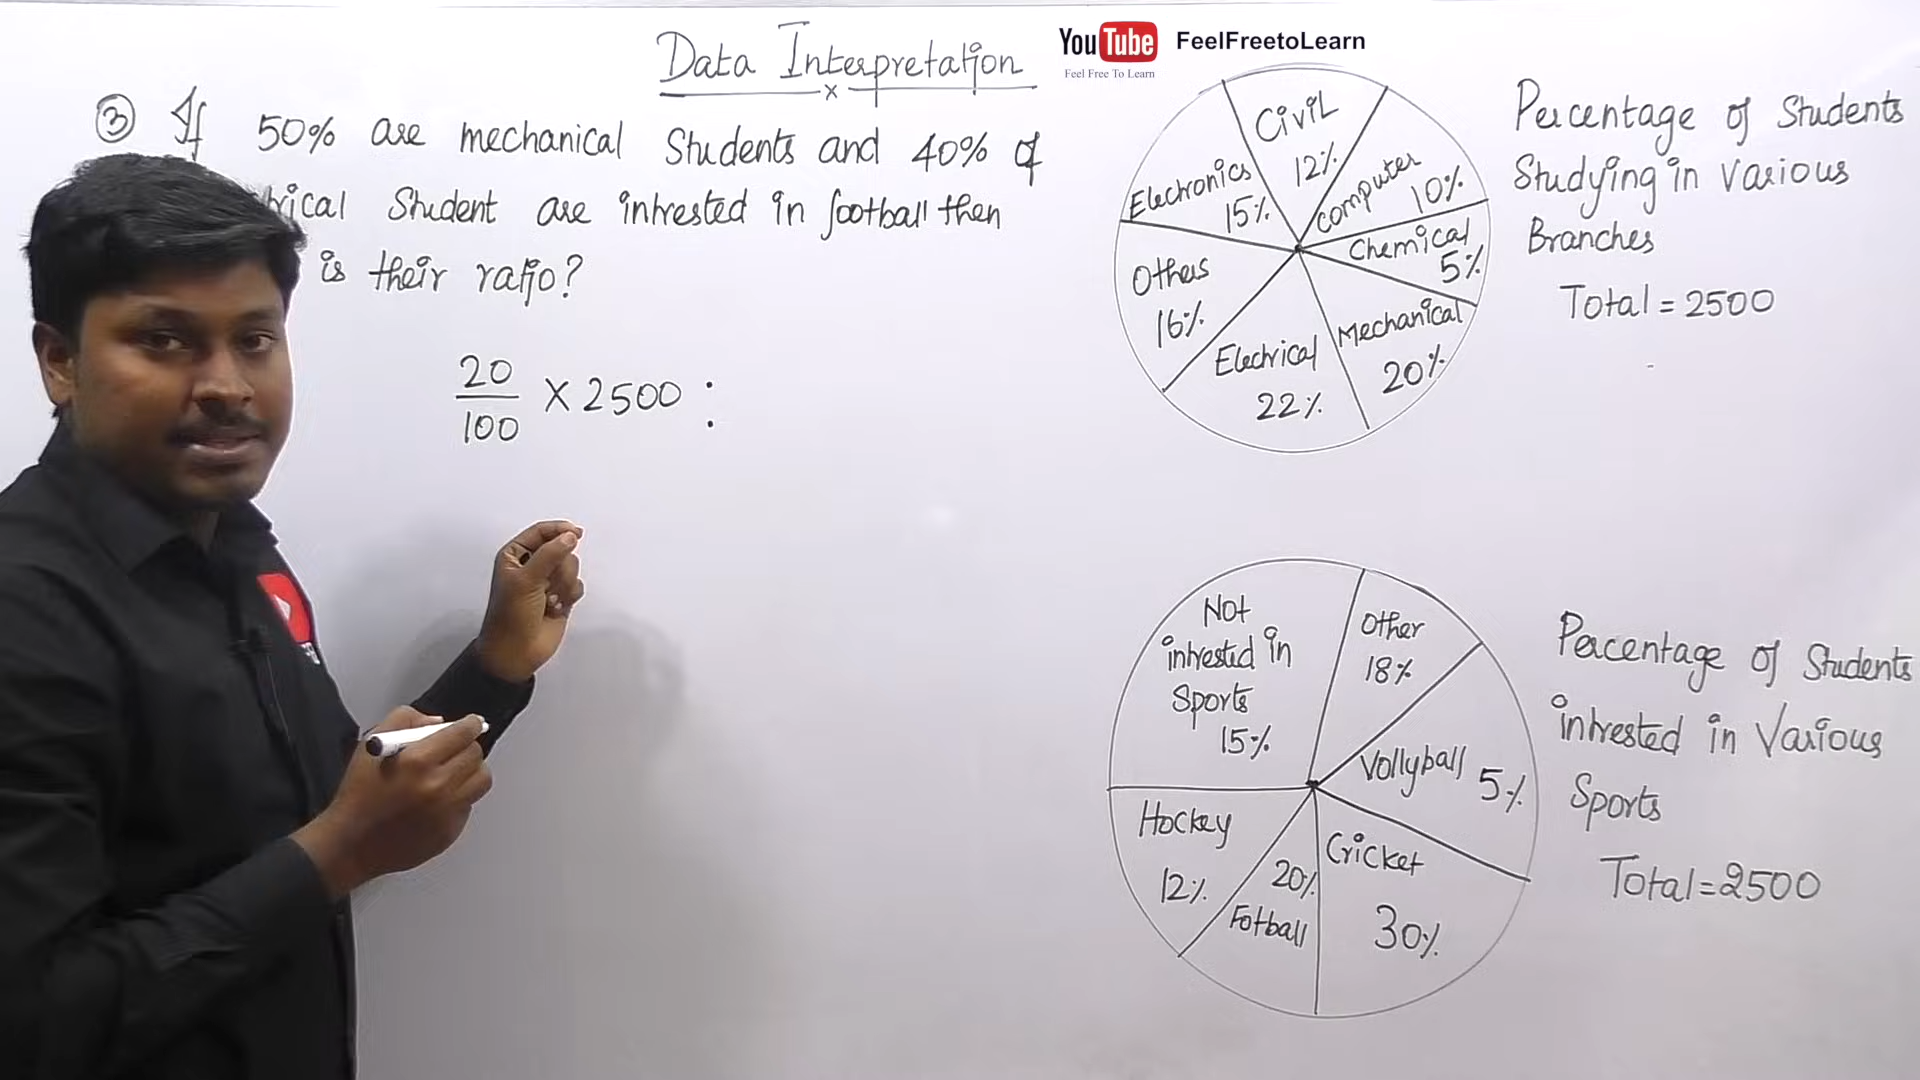 Data Interpretation
x
YouTube FeelFreetoLearn
Feel Free To Learn
③ If 50% are mechanical Students and 40% of
trical Student are intrested in football then
is their ratio?
20
100
X 2500 :
Civil
12%
Computer
10%
Chemical
5%
Mechanical
20%
Electrical
22%
Others
16%
Electronics
15%
Percentage of Students
Studying in Various
Branches
Total = 2500
Not
intrested in
Sports
15%
Other
18%
Vollyball 5%
Cricket
30%
20%
Fotball
Hockey
12%
Percentage of Students
intrested in Various
Sports
Total = 2500